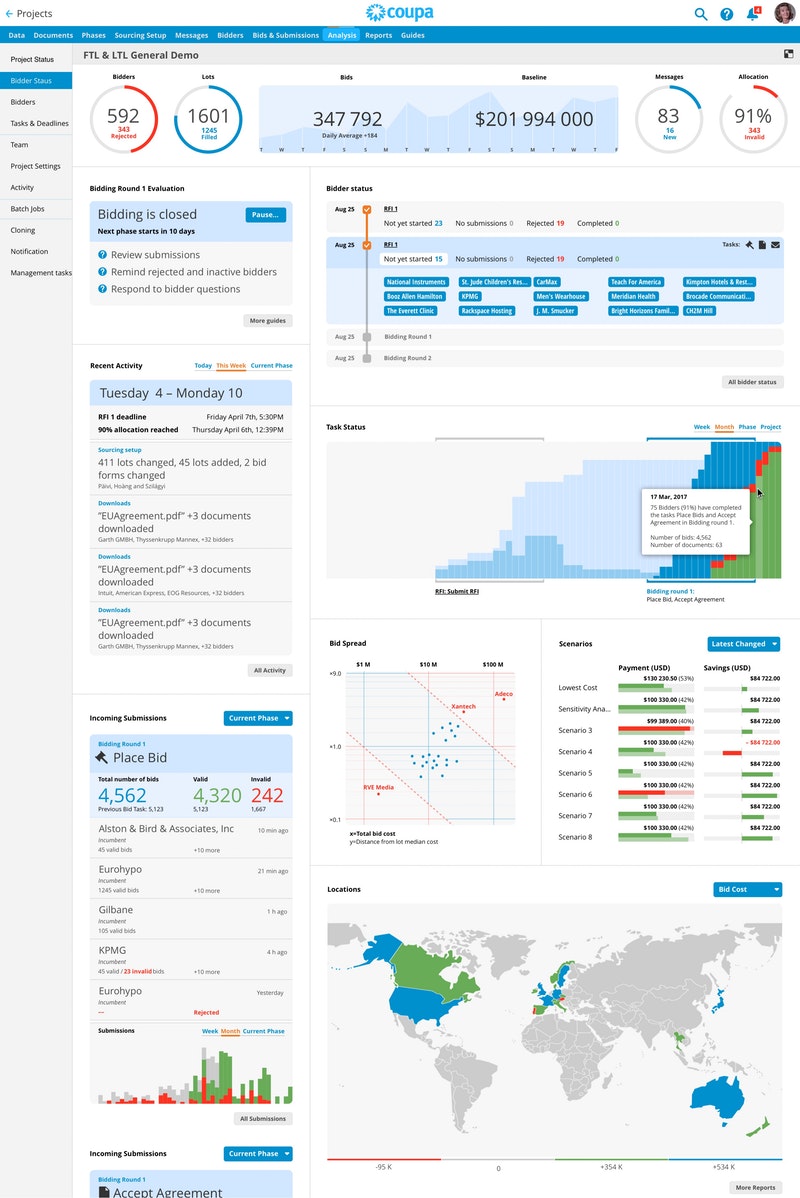 Projects
coupa
4
Data Documents Phases Sourcing Setup Messages Bidders Bids & Submissions Analysis Reports Guides
Project Status
Bidder Staus
Bidders
Tasks & Deadlines
Team
Project Settings
Activity
Batch Jobs
Cloning
Notification
Management tasks
FTL & LTL General Demo
Bidders
592
343
Rejected
Lots
1601
1245
Filled
Bids
347 792
Daily Average +184
Baseline
$201 994 000
T W T F S S M T W T F S S M T W T F
Messages
83
16
New
Allocation
91%
343
Invalid
Bidding Round 1 Evaluation
Bidding is closed
Pause...
Next phase starts in 10 days
Review submissions
Remind rejected and inactive bidders
Respond to bidder questions
More guides
Recent Activity
Today This Week Current Phase
Tuesday 4 – Monday 10
RFI 1 deadline Friday April 7th, 5:30PM
90% allocation reached Thursday April 6th, 12:39PM
Sourcing setup
411 lots changed, 45 lots added, 2 bid
forms changed
Päivi, Hoàng and Szilágyi
Downloads
”EUAgreement.pdf” +3 documents
downloaded
Garth GMBH, Thyssenkrupp Mannex, +32 bidders
Downloads
”EUAgreement.pdf” +3 documents
downloaded
Intuit, American Express, EOG Resources, +32 bidders
Downloads
”EUAgreement.pdf” +3 documents
downloaded
Garth GMBH, Thyssenkrupp Mannex, +32 bidders
All Activity
Incoming Submissions
Current Phase
Bidding Round 1
Place Bid
Total number of bids Valid Invalid
4,562 4,320 242
Previous Bid Task: 5,123 5,123 1,667
Alston & Bird & Associates, Inc 10 min ago
Incumbent
45 valid bids +10 more
Eurohypo 21 min ago
Incumbent
1245 valid bids +10 more
Gilbane 1 h ago
Incumbent
105 valid bids
KPMG 4 h ago
Incumbent
45 valid / 23 invalid bids +10 more
Eurohypo Yesterday
Incumbent
— Rejected
Submissions Week Month Current Phase
All Submissions
Incoming Submissions
Current Phase
Bidding Round 1
Accept Agreement
Bidder status
Aug 25 RFI 1
Not yet started 23 No submissions 0 Rejected 19 Completed 0
Aug 25 RFI 1 Tasks:
Not yet started 15 No submissions 0 Rejected 19 Completed 0
National Instruments St. Jude Children's Res... CarMax Teach For America Kimpton Hotels & Rest...
Booz Allen Hamilton KPMG Men's Wearhouse Meridian Health Brocade Communicati...
The Everett Clinic Rackspace Hosting J. M. Smucker Bright Horizons Famil... CH2M Hill
Aug 25 Bidding Round 1
Aug 25 Bidding Round 2
All bidder status
Task Status
Week Month Phase Project
17 Mar, 2017
75 Bidders (91%) have completed
the tasks Place Bids and Accept
Agreement in Bidding round 1.
Number of bids: 4,562
Number of documents: 63
RFI: Submit RFI
Bidding round 1:
Place Bid, Accept Agreement
Bid Spread
$1 M $10 M $100 M
×9.0
×1.0
×0.1
Adeco
Xantech
RVE Media
x=Total bid cost
y=Distance from lot median cost
Scenarios
Latest Changed
Payment (USD) Savings (USD)
$130 230.50 (53%) $84 722.00
Lowest Cost
$100 330.00 (42%) $84 722.00
Sensitivity Ana...
$99 389.00 (40%) $84 722.00
Scenario 3
$100 330.00 (42%) – $84 722.00
Scenario 4
$100 330.00 (42%) $84 722.00
Scenario 5
$100 330.00 (42%) $84 722.00
Scenario 6
$100 330.00 (42%) $84 722.00
Scenario 7
$100 330.00 (42%) $84 722.00
Scenario 8
Locations
Bid Cost
-95 K 0 +354 K +534 K
More Reports